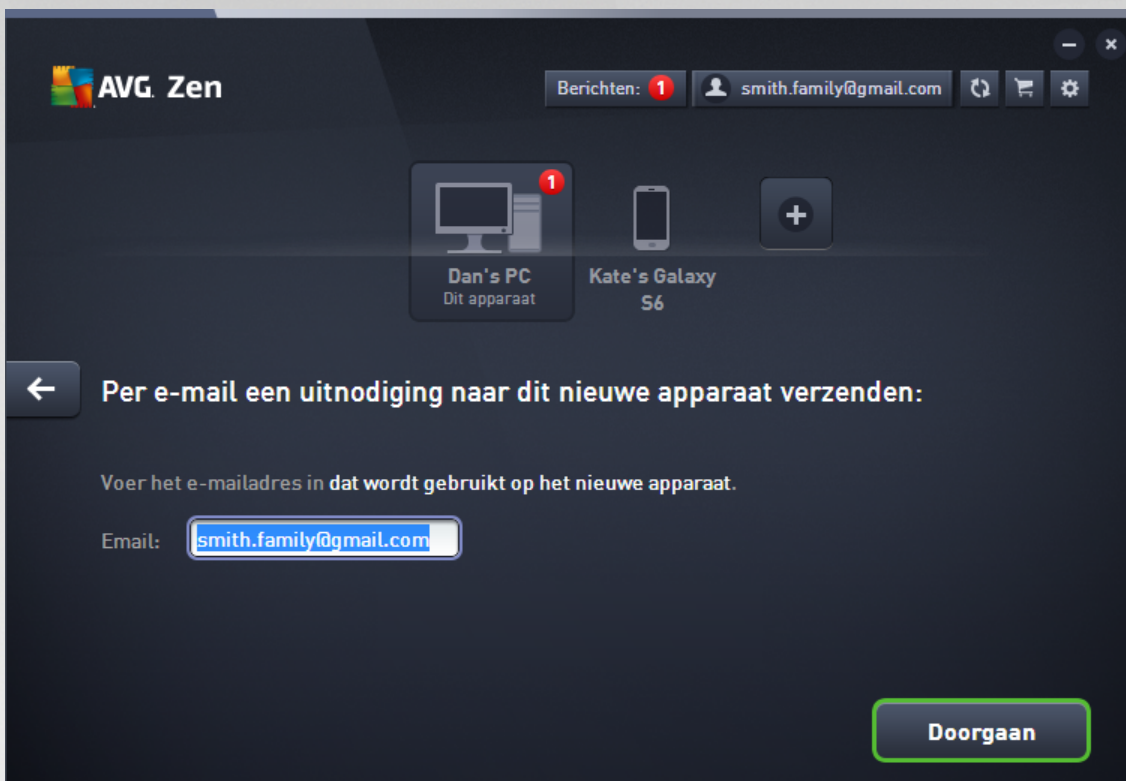 AVG. Zen
Berichten: 1
smith.family@gmail.com
1
Dan's PC
Dit apparaat
Kate's Galaxy
S6
Per e-mail een uitnodiging naar dit nieuwe apparaat verzenden:
Voer het e-mailadres in dat wordt gebruikt op het nieuwe apparaat.
Email: smith.family@gmail.com
Doorgaan